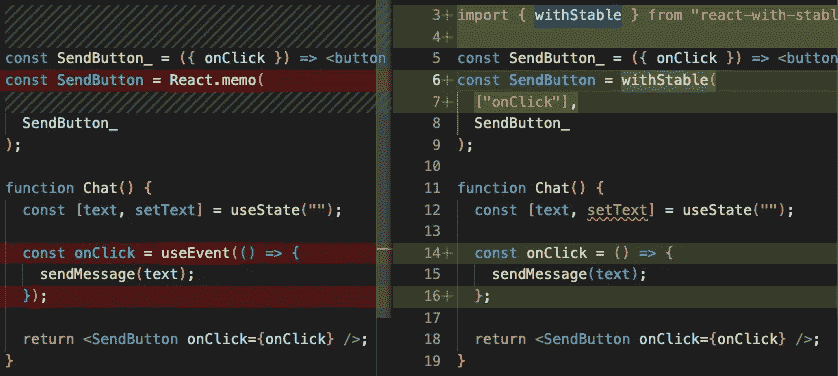 const SendButton_ = ({ onClick }) => <button
const SendButton = React.memo(
SendButton_
);
function Chat() {
const [text, setText] = useState("");
const onClick = useEvent(() => {
sendMessage(text);
});
return <SendButton onClick={onClick} />;
}
3+ import { withStable } from "react-with-stabl
4+
5 const SendButton_ = ({ onClick }) => <button
6+ const SendButton = withStable(
7+ ["onClick"],
8 SendButton_
9 );
10
11 function Chat() {
12 const [text, setText] = useState("");
13
14+ const onClick = () => {
15 sendMessage(text);
16+ };
17
18 return <SendButton onClick={onClick} />;
19 }